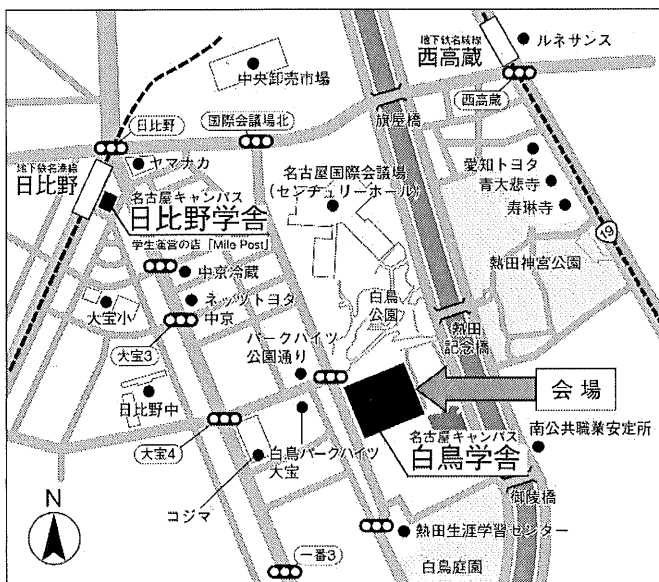 地下鉄名城線
西高蔵
ルネサンス
中央卸売市場
西高蔵
日比野
国際会議場北
旗屋橋
ヤマナカ
地下鉄名港線
日比野
名古屋キャンパス
日比野学舎
学生運営の店「Mile Post」
名古屋国際会議場
(センチュリーホール)
愛知トヨタ
青大悲寺
寿琳寺
19
熱田神宮公園
中京冷蔵
ネッツトヨタ
中京
大宝小
大宝3
白鳥
公園
熱田
記念橋
パークハイツ
公園通り
会場
日比野中
大宝4
名古屋キャンパス
白鳥学舎
南公共職業安定所
白鳥パークハイツ
大宝
コジマ
御陵橋
N
熱田生涯学習センター
一番3
白鳥庭園